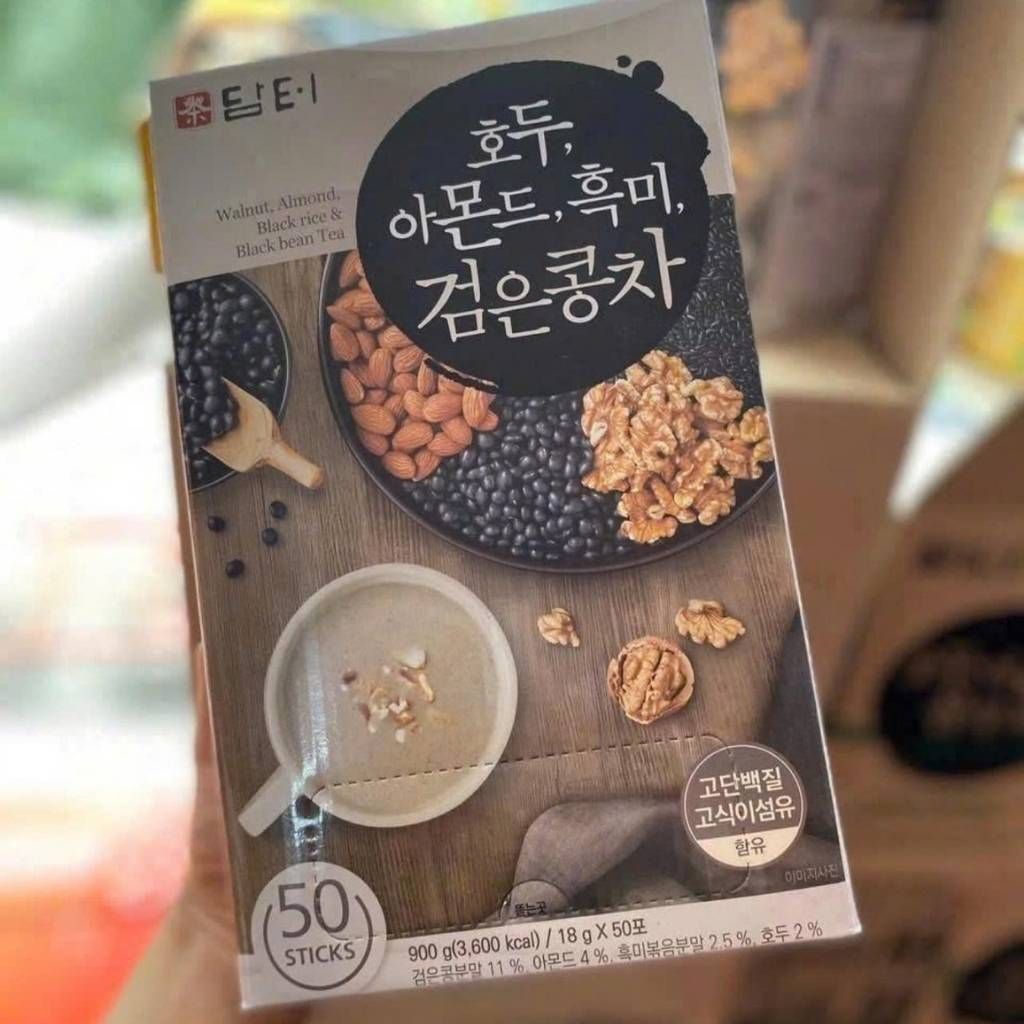 담터
Walnut, Almond,
Black rice &
Black bean Tea
호두,
아몬드, 흑미,
검은콩차
고단백질
고식이섬유
함유
이미지사진
뜯는곳
50
STICKS
900 g(3,600 kcal) / 18 g X 50포
검은콩분말 11 %, 아몬드 4 %, 흑미볶음분말 2.5 %, 호두 2 %